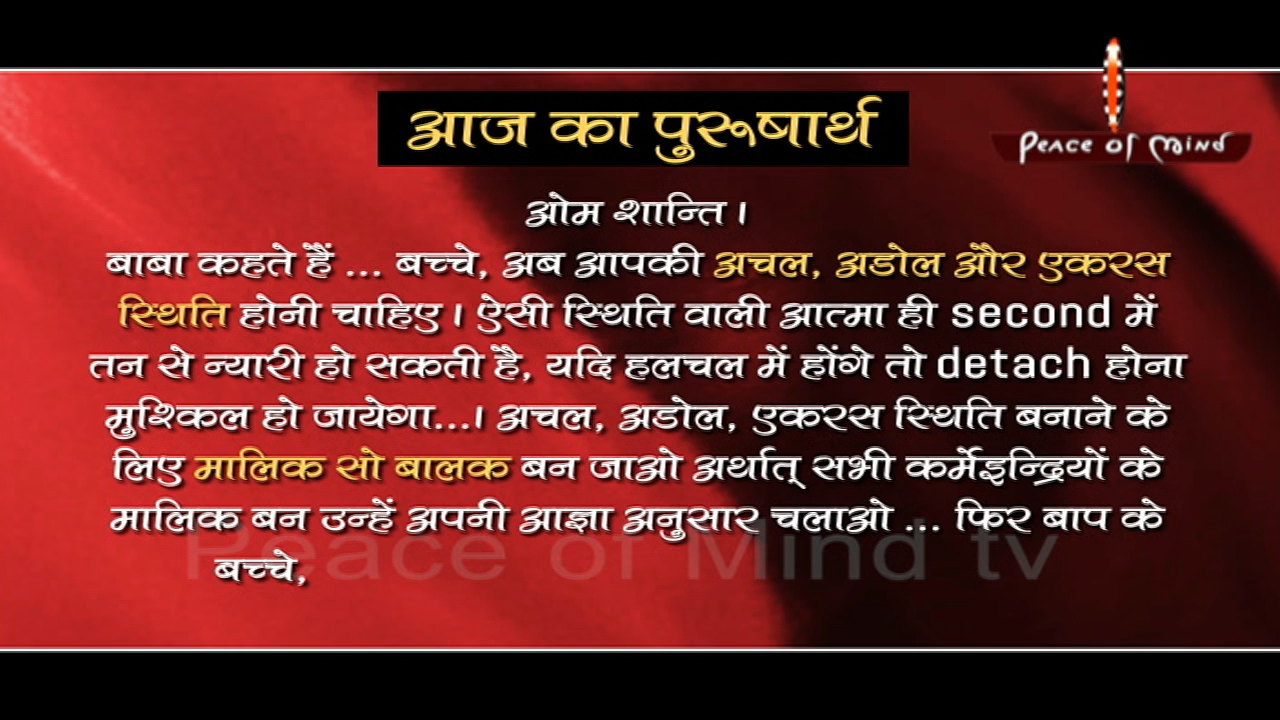 आज का पुरूषार्थ
Peace of Mind
ओम शान्ति ।
बाबा कहते हैं ... बच्चे, अब आपकी अचल, अडोल और एकरस
स्थिति होनी चाहिए । ऐसी स्थिति वाली आत्मा ही second में
तन से न्यारी हो सकती है, यदि हलचल में होंगे तो detach होना
मुश्किल हो जायेगा...। अचल, अडोल, एकरस स्थिति बनाने के
लिए मालिक सो बालक बन जाओ अर्थात् सभी कर्मेइन्द्रियों के
मालिक बन उन्हें अपनी आज्ञा अनुसार चलाओ ... फिर बाप के
बच्चे,
Peace of Mind tv